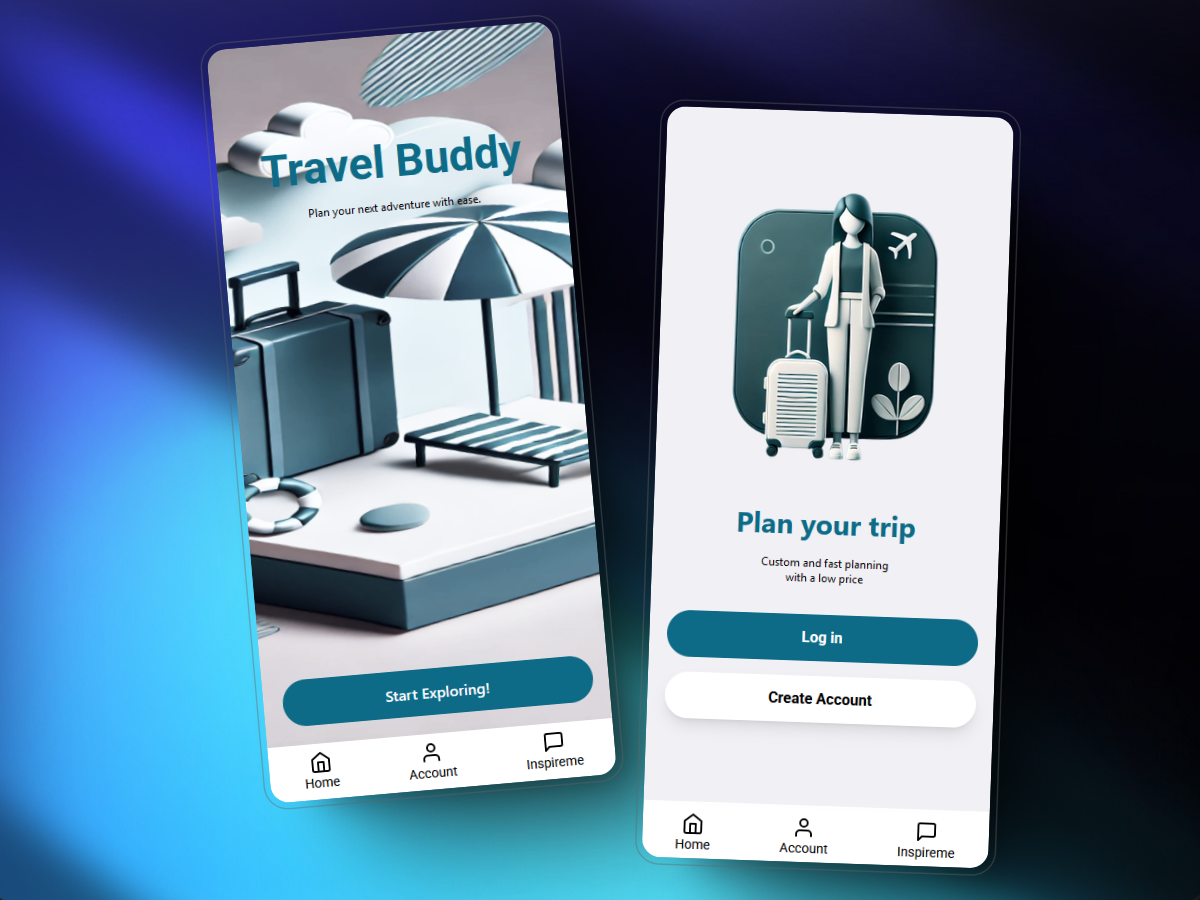 Travel Buddy
Plan your next adventure with ease.
Start Exploring!
Home
Account
Inspireme
Plan your trip
Custom and fast planning
with a low price
Log in
Create Account
Home
Account
Inspireme